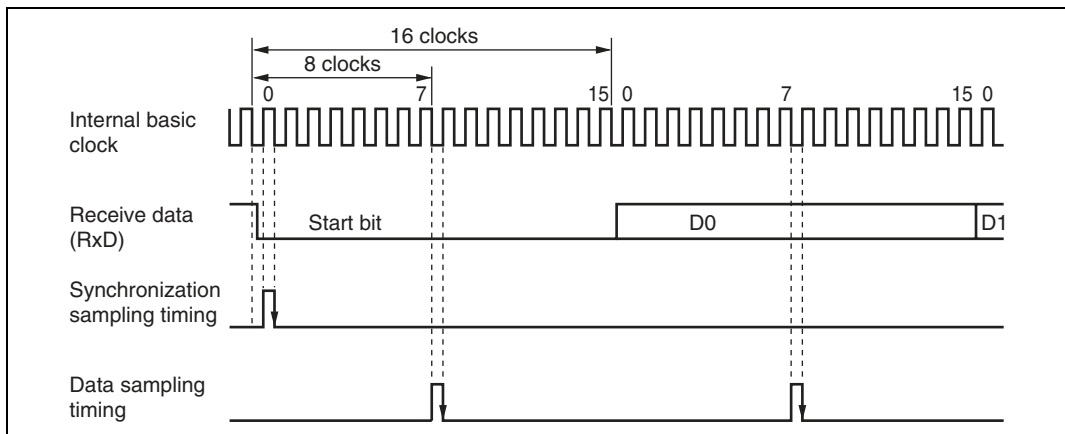 16 clocks
8 clocks
0 7 15 0 7 15 0
Internal basic
clock
Receive data
(RxD)
Start bit D0 D1
Synchronization
sampling timing
Data sampling
timing